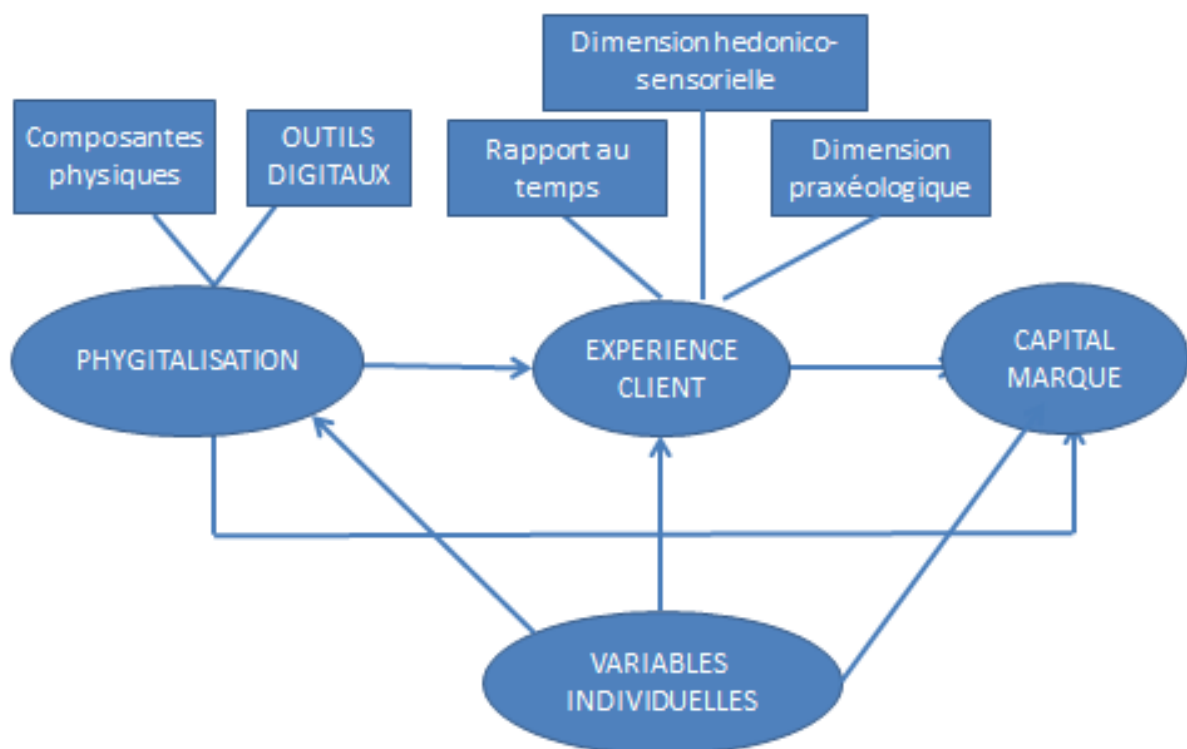 Dimension hedonico-
sensorielle
Composantes
physiques
OUTILS
DIGITAUX
Rapport au
temps
Dimension
praxéologique
PHYGITALISATION
EXPERIENCE
CLIENT
CAPITAL
MARQUE
VARIABLES
INDIVIDUELLES